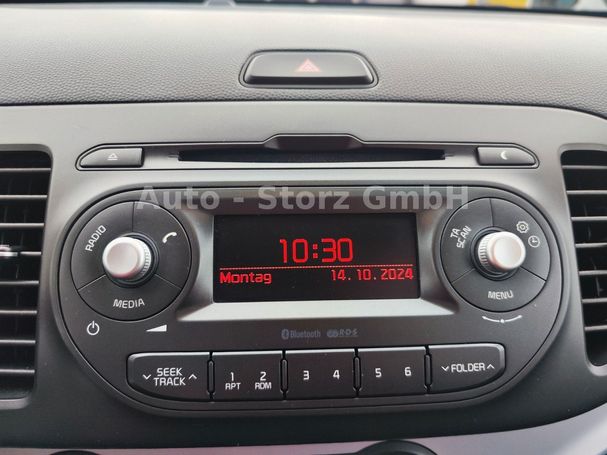 Auto - Storz GmbH
RADIO
MEDIA
10:30
Montag 14. 10. 2024
TA
SCAN
MENU
Bluetooth RDS
SEEK
TRACK
1 2 3 4 5 6
RPT RDM
FOLDER